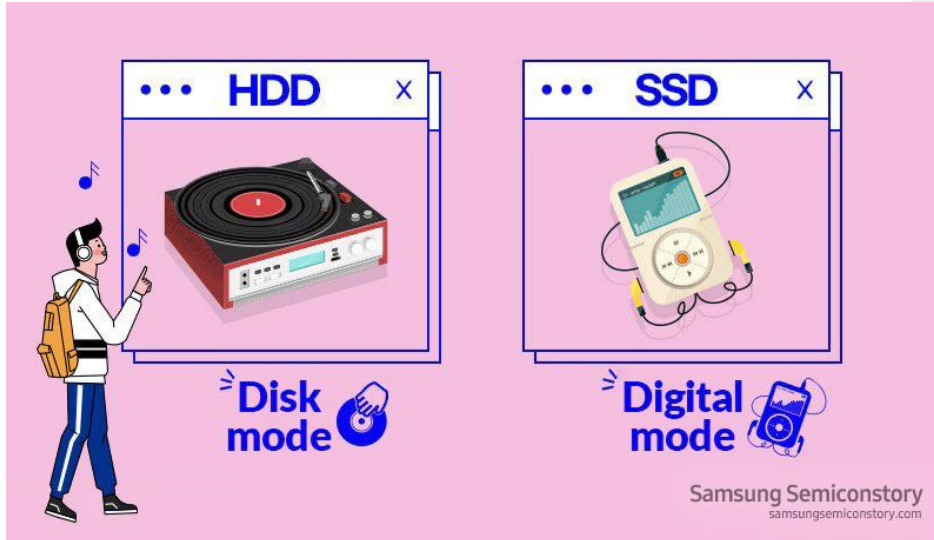 HDD
X
SSD
X
Disk
mode
Digital
mode
Samsung Semiconstory
samsungsemiconstory.com